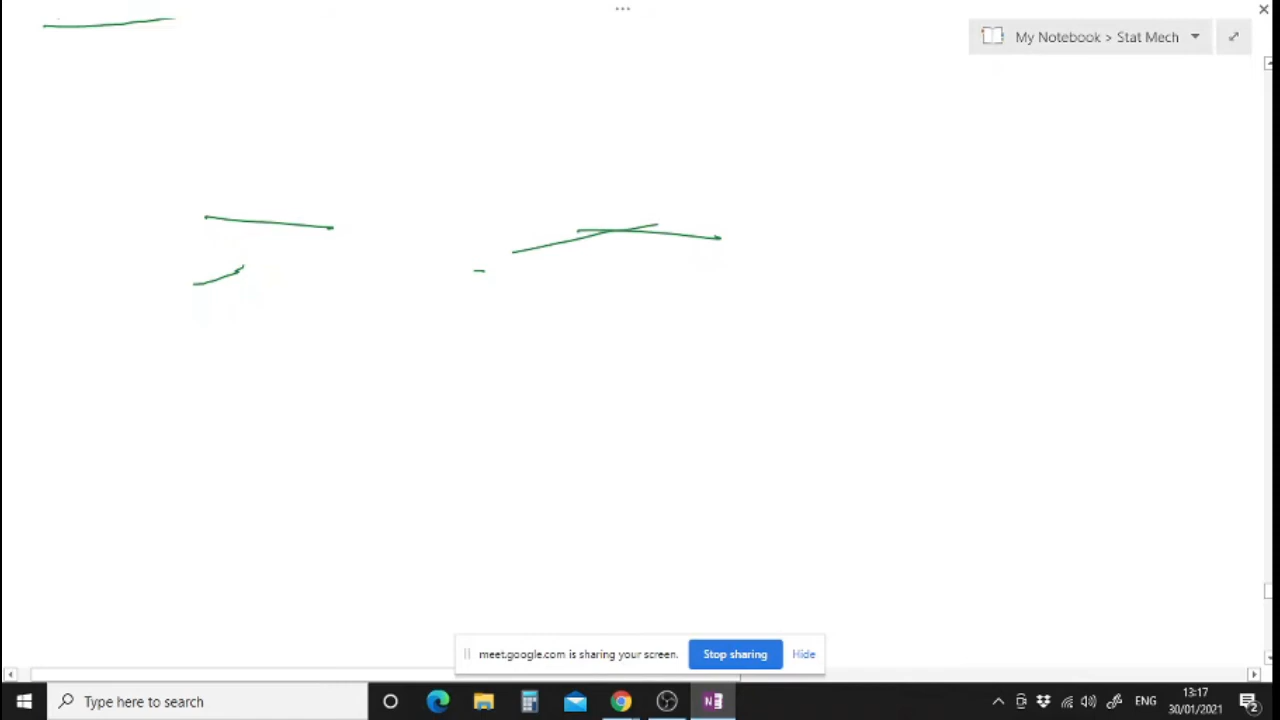 My Notebook > Stat Mech
meet.google.com is sharing your screen.
Stop sharing
Hide
Type here to search
ENG
13:17
30/01/2021
2